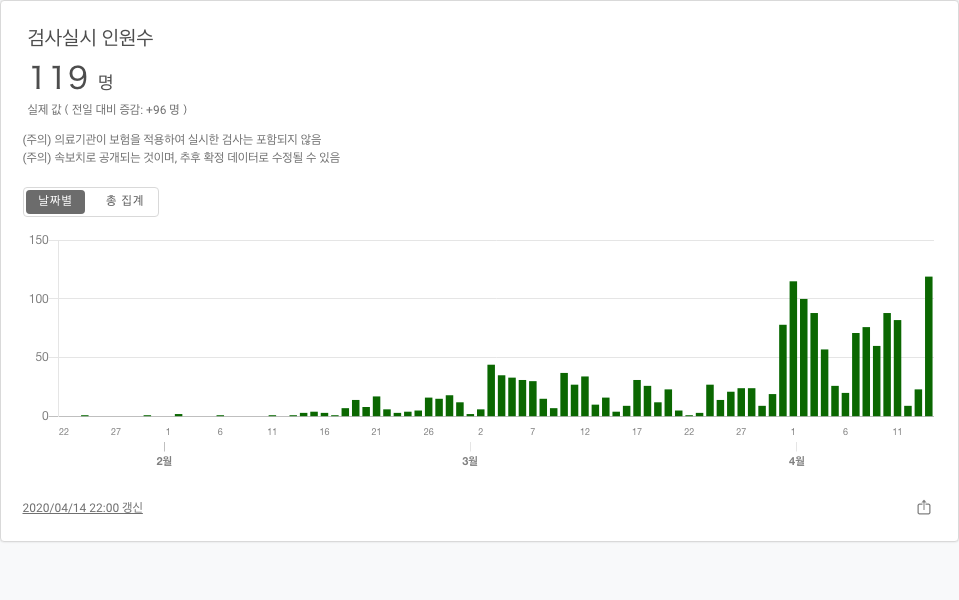 검사실시 인원수
119 명
실제 값 ( 전일 대비 증감: +96 명 )
(주의) 의료기관이 보험을 적용하여 실시한 검사는 포함되지 않음
(주의) 속보치로 공개되는 것이며, 추후 확정 데이터로 수정될 수 있음
날짜별 총 집계
150
100
50
0
22 27 1 6 11 16 21 26 2 7 12 17 22 27 1 6 11
2월 3월 4월
2020/04/14 22:00 갱신